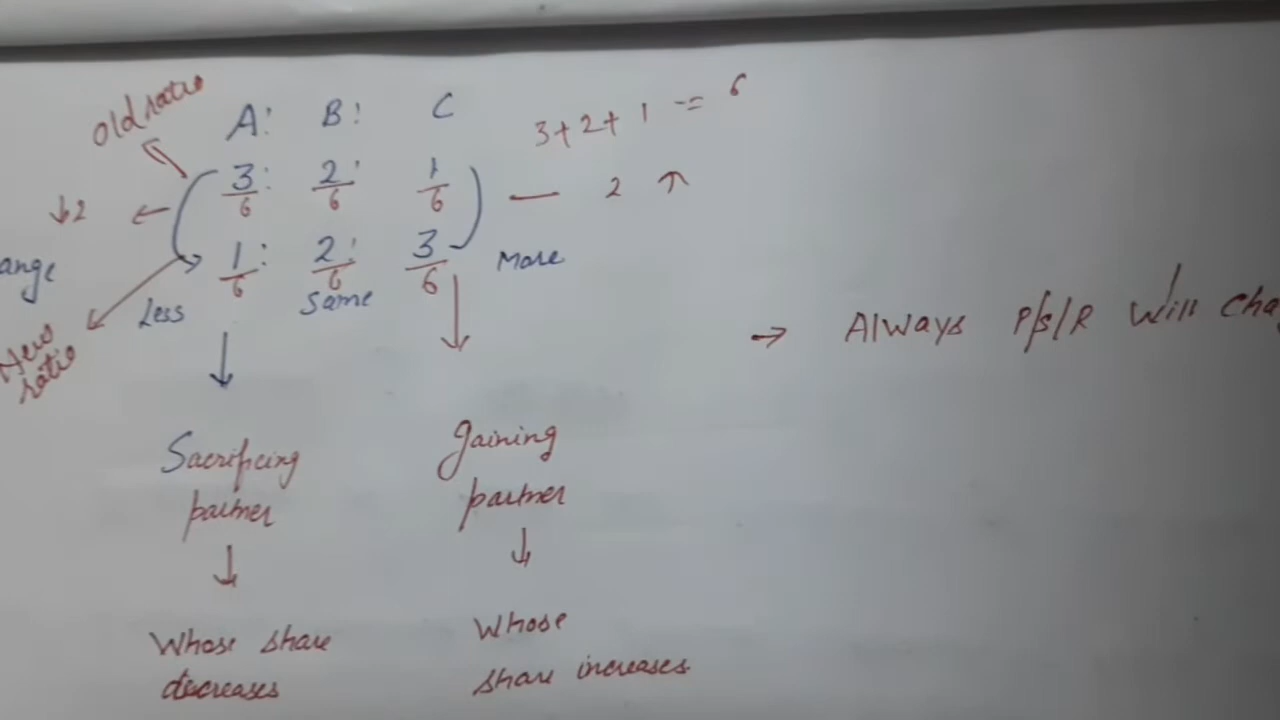 old ratio
A: B: C
3+2+1 = 6
3/6: 2/6: 1/6 — 2 ↑
↓2 ←
1/6: 2/6: 3/6
ange
Less Same More
New ratio
→ Always P/S/R Will Cha
Sacrificing partner
Gaining partner
Whose share decreases
Whose share increases